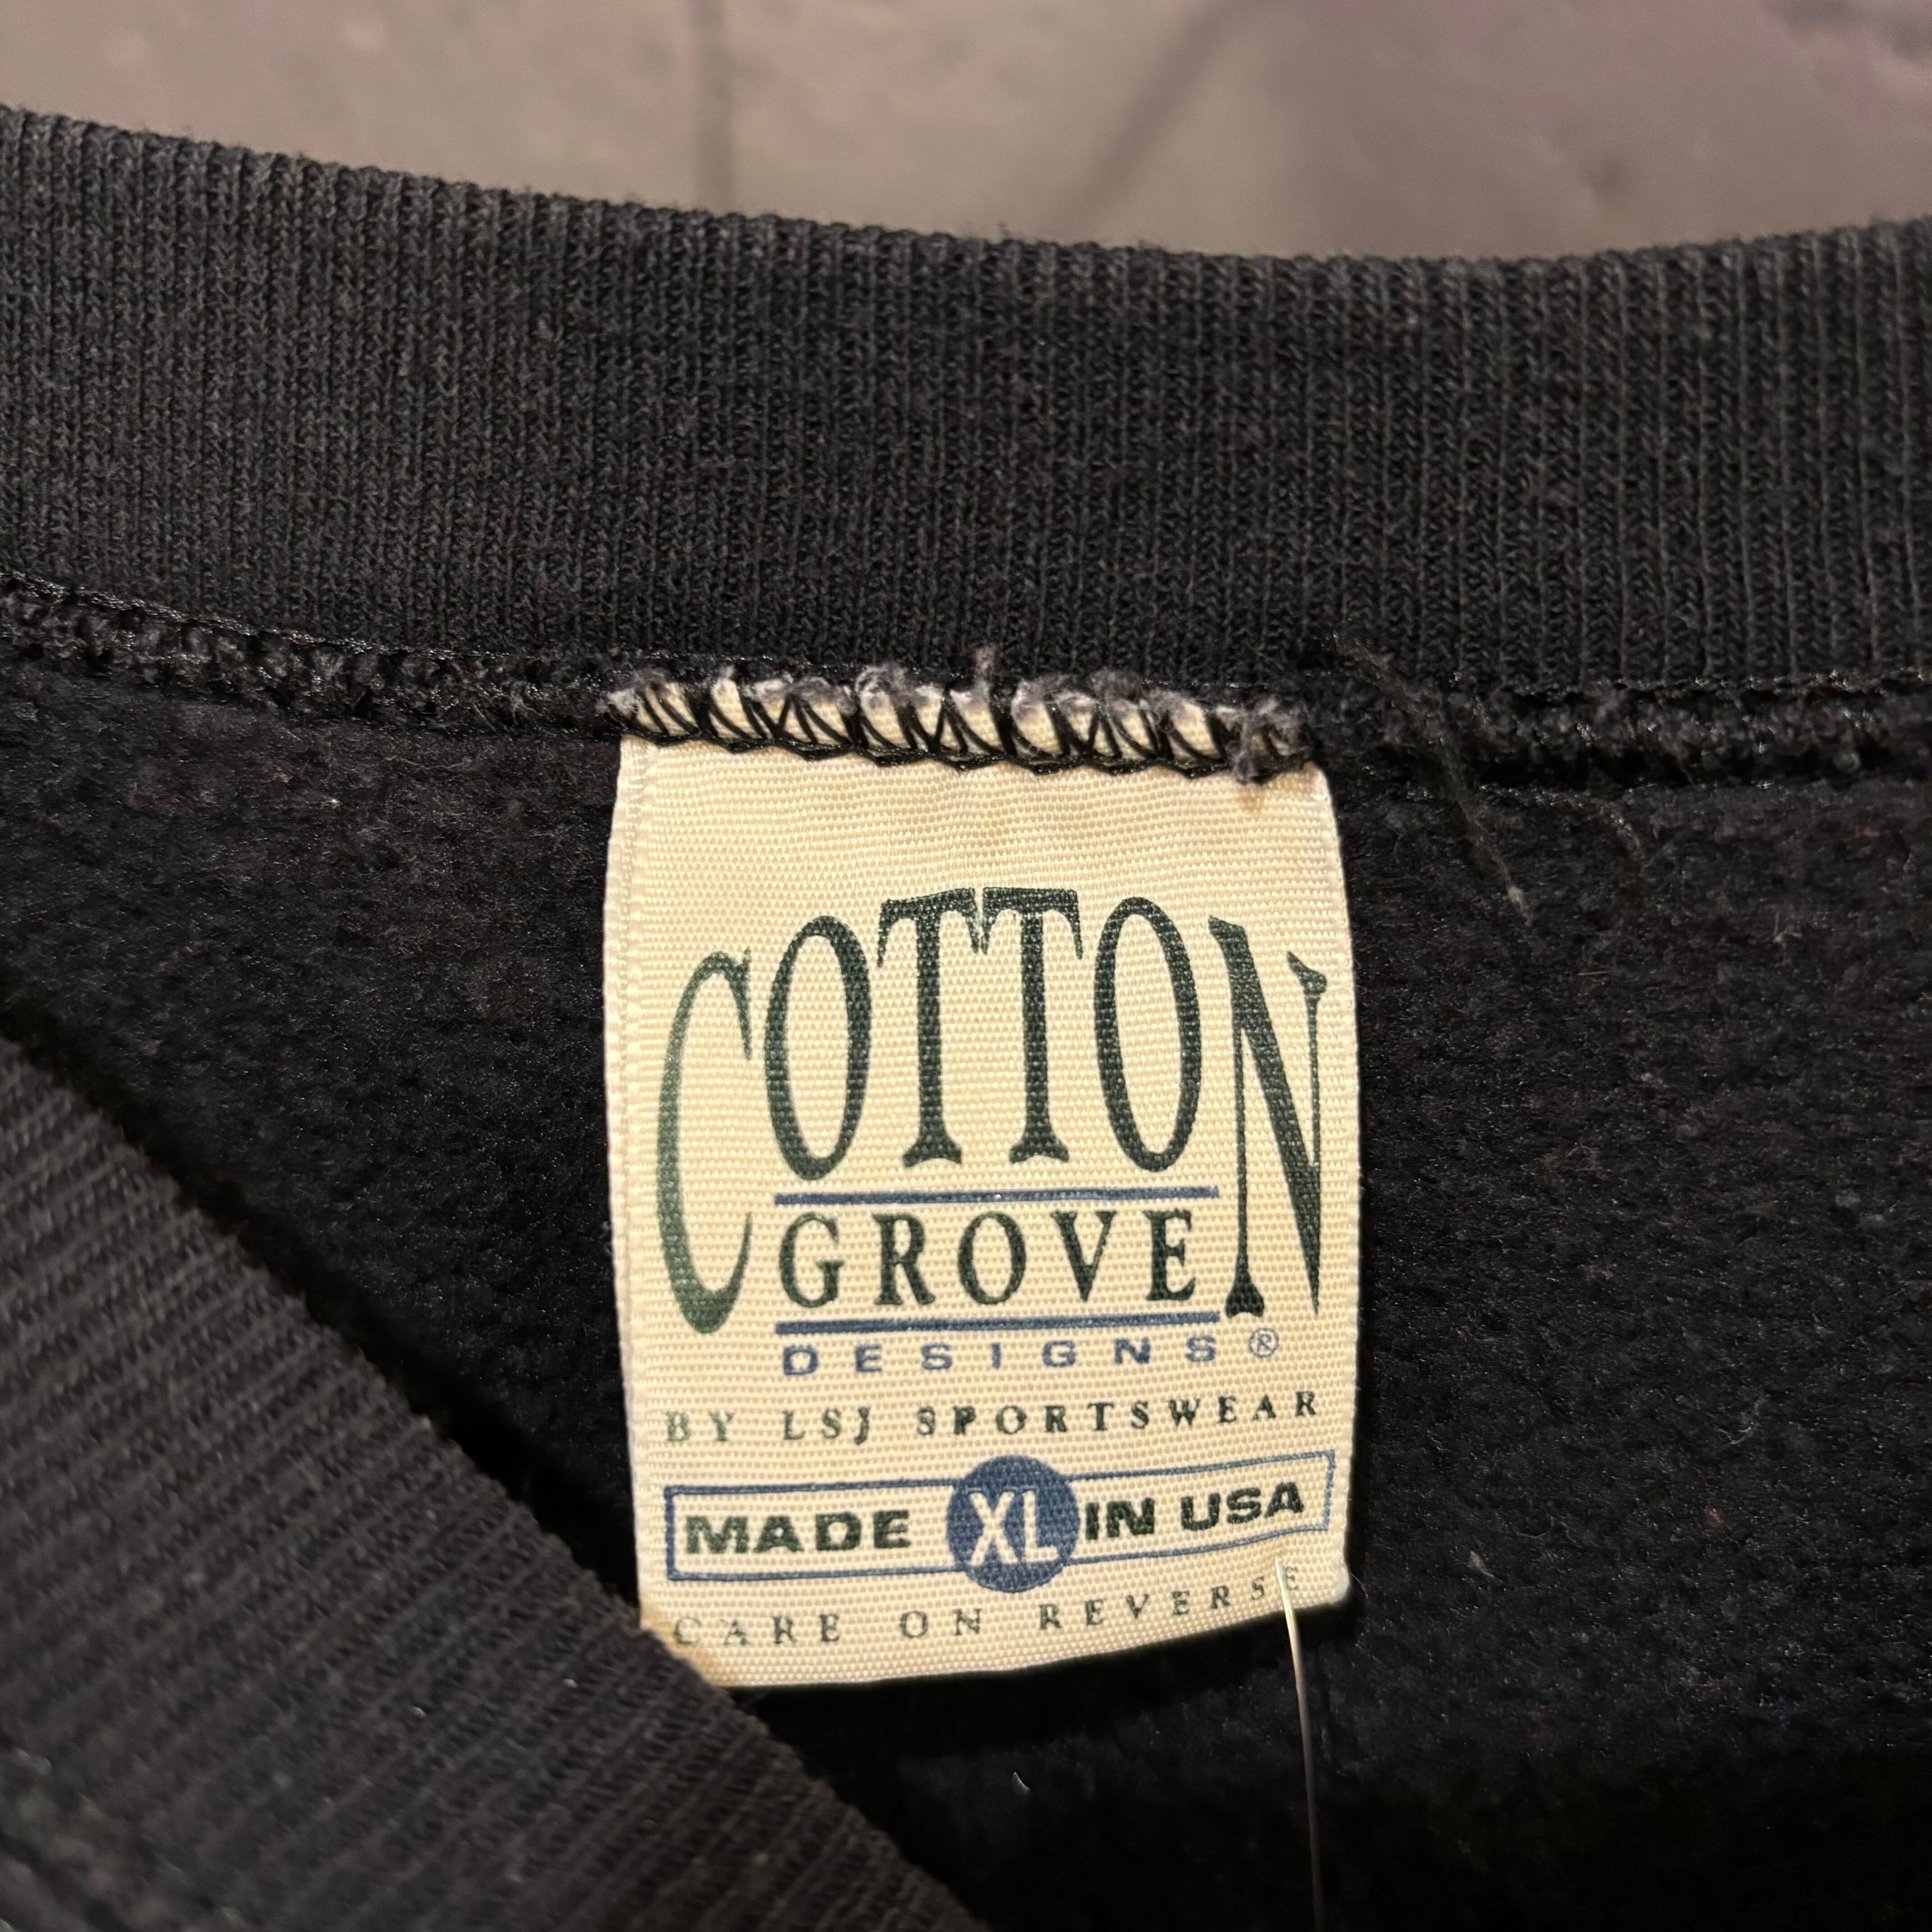 COTTON
GROVE
DESIGNS®
BY LSJ SPORTSWEAR
MADE XL IN USA
CARE ON REVERSE